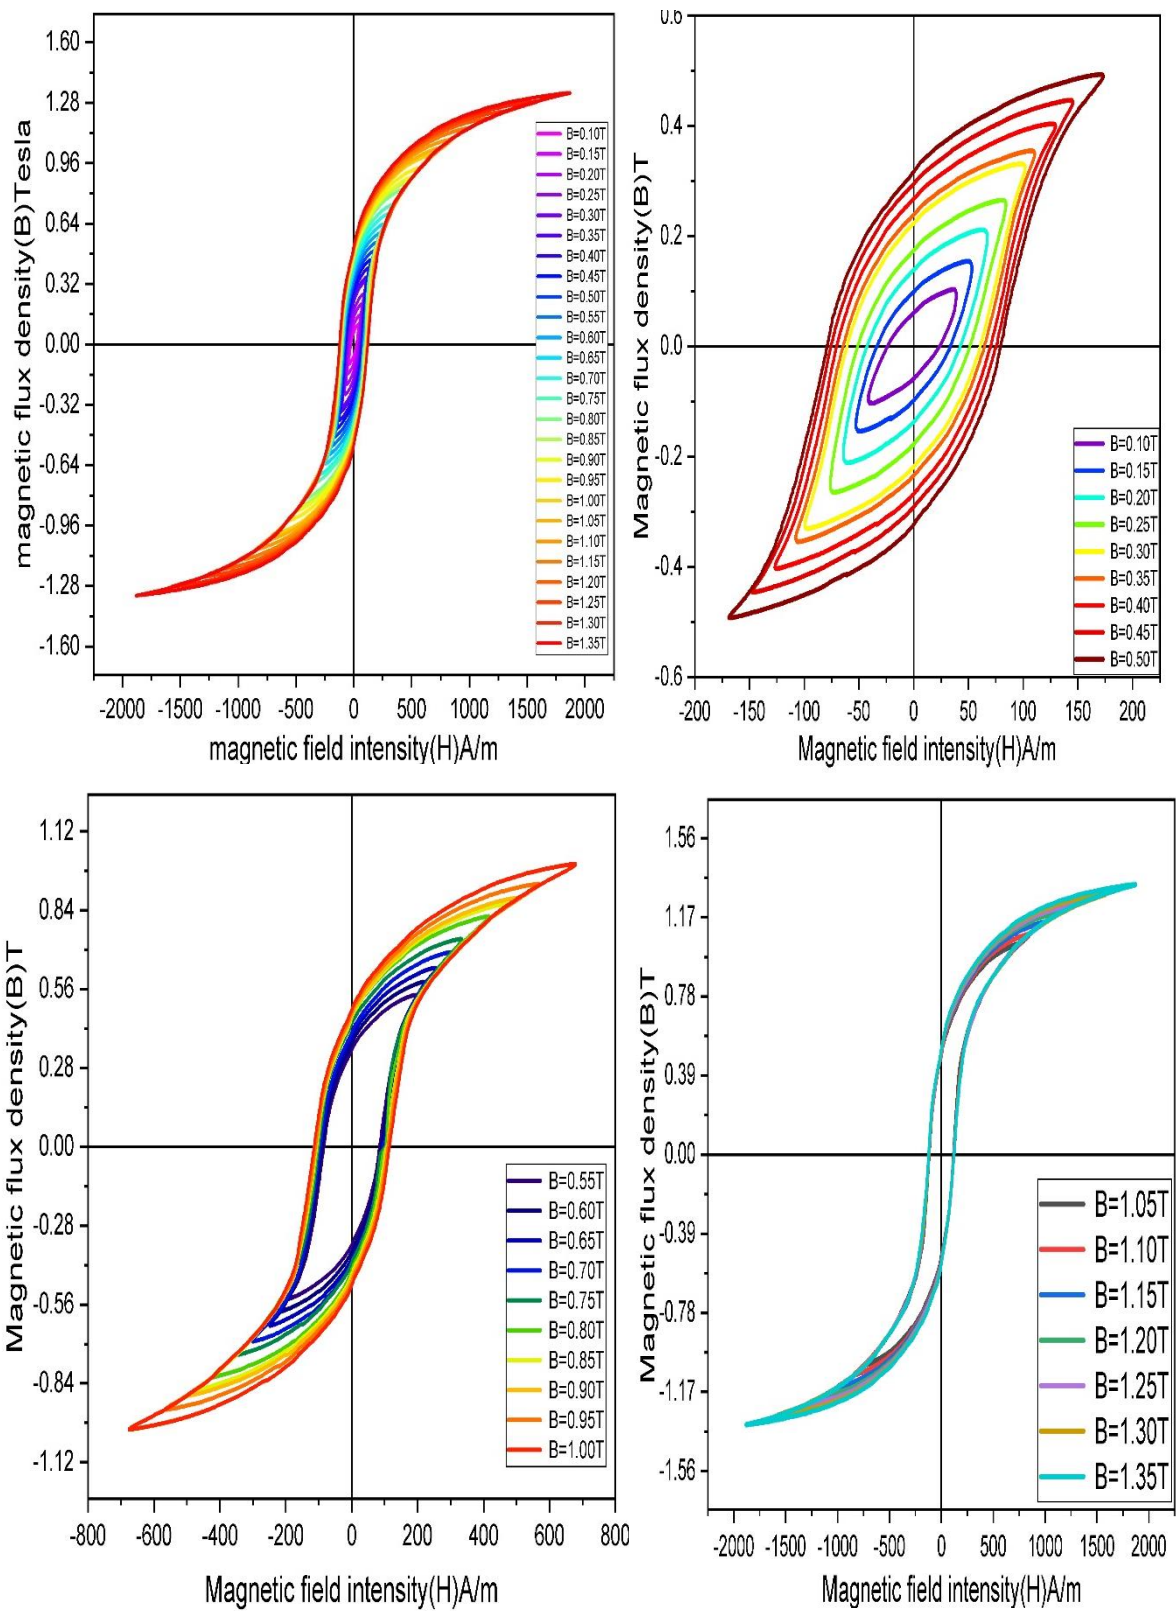 magnetic flux density(B)Tesla
1.60
1.28
0.96
0.64
0.32
0.00
-0.32
-0.64
-0.96
-1.28
-1.60
B=0.10T
B=0.15T
B=0.20T
B=0.25T
B=0.30T
B=0.35T
B=0.40T
B=0.45T
B=0.50T
B=0.55T
B=0.60T
B=0.65T
B=0.70T
B=0.75T
B=0.80T
B=0.85T
B=0.90T
B=0.95T
B=1.00T
B=1.05T
B=1.10T
B=1.15T
B=1.20T
B=1.25T
B=1.30T
B=1.35T
-2000 -1500 -1000 -500 0 500 1000 1500 2000
magnetic field intensity(H)A/m
Magnetic flux density(B)T
0.6
0.4
0.2
0.0
-0.2
-0.4
-0.6
B=0.10T
B=0.15T
B=0.20T
B=0.25T
B=0.30T
B=0.35T
B=0.40T
B=0.45T
B=0.50T
-200 -150 -100 -50 0 50 100 150 200
Magnetic field intensity(H)A/m
Magnetic flux density(B)T
1.12
0.84
0.56
0.28
0.00
-0.28
-0.56
-0.84
-1.12
B=0.55T
B=0.60T
B=0.65T
B=0.70T
B=0.75T
B=0.80T
B=0.85T
B=0.90T
B=0.95T
B=1.00T
-800 -600 -400 -200 0 200 400 600 800
Magnetic field intensity(H)A/m
Magnetic flux density(B)T
1.56
1.17
0.78
0.39
0.00
-0.39
-0.78
-1.17
-1.56
B=1.05T
B=1.10T
B=1.15T
B=1.20T
B=1.25T
B=1.30T
B=1.35T
-2000 -1500 -1000 -500 0 500 1000 1500 2000
Magnetic field intensity(H)A/m